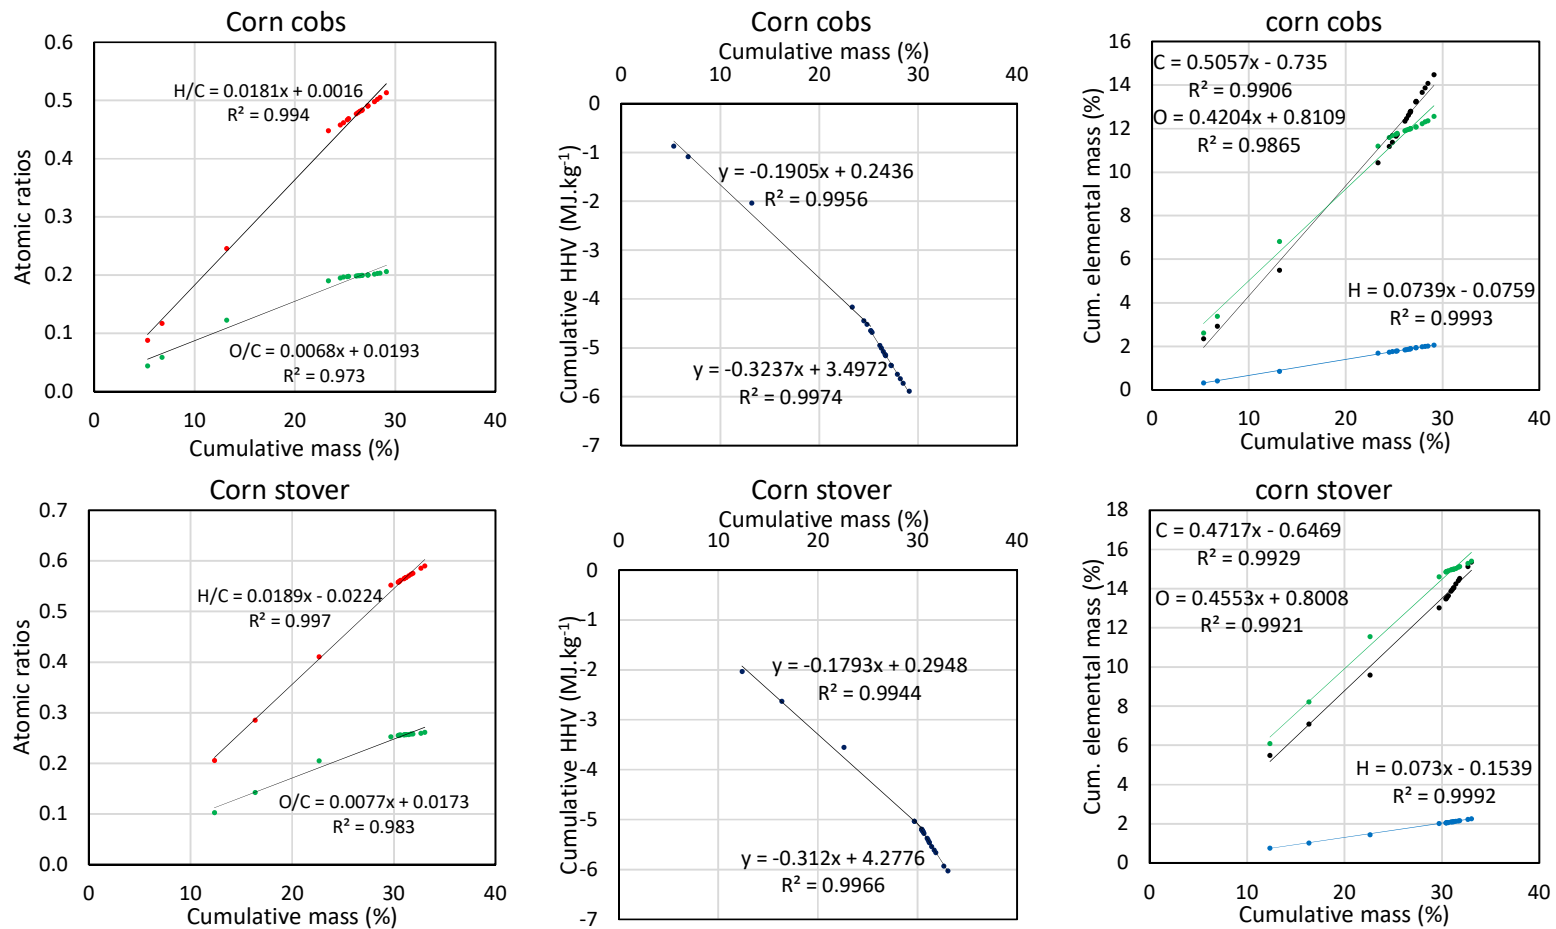 Corn cobs
0.6
0.5
0.4
0.3
0.2
0.1
0.0
Atomic ratios
H/C = 0.0181x + 0.0016
R² = 0.994
O/C = 0.0068x + 0.0193
R² = 0.973
0 10 20 30 40
Cumulative mass (%)
Corn cobs
Cumulative mass (%)
0 10 20 30 40
0
-1
-2
-3
-4
-5
-6
-7
Cumulative HHV (MJ.kg⁻¹)
y = -0.1905x + 0.2436
R² = 0.9956
y = -0.3237x + 3.4972
R² = 0.9974
corn cobs
16
14
12
10
8
6
4
2
0
Cum. elemental mass (%)
C = 0.5057x - 0.735
R² = 0.9906
O = 0.4204x + 0.8109
R² = 0.9865
H = 0.0739x - 0.0759
R² = 0.9993
0 10 20 30 40
Cumulative mass (%)
Corn stover
0.7
0.6
0.5
0.4
0.3
0.2
0.1
0.0
Atomic ratios
H/C = 0.0189x - 0.0224
R² = 0.997
O/C = 0.0077x + 0.0173
R² = 0.983
0 10 20 30 40
Cumulative mass (%)
Corn stover
Cumulative mass (%)
0 10 20 30 40
0
-1
-2
-3
-4
-5
-6
-7
Cumulative HHV (MJ.kg⁻¹)
y = -0.1793x + 0.2948
R² = 0.9944
y = -0.312x + 4.2776
R² = 0.9966
corn stover
18
16
14
12
10
8
6
4
2
0
Cum. elemental mass (%)
C = 0.4717x - 0.6469
R² = 0.9929
O = 0.4553x + 0.8008
R² = 0.9921
H = 0.073x - 0.1539
R² = 0.9992
0 10 20 30 40
Cumulative mass (%)